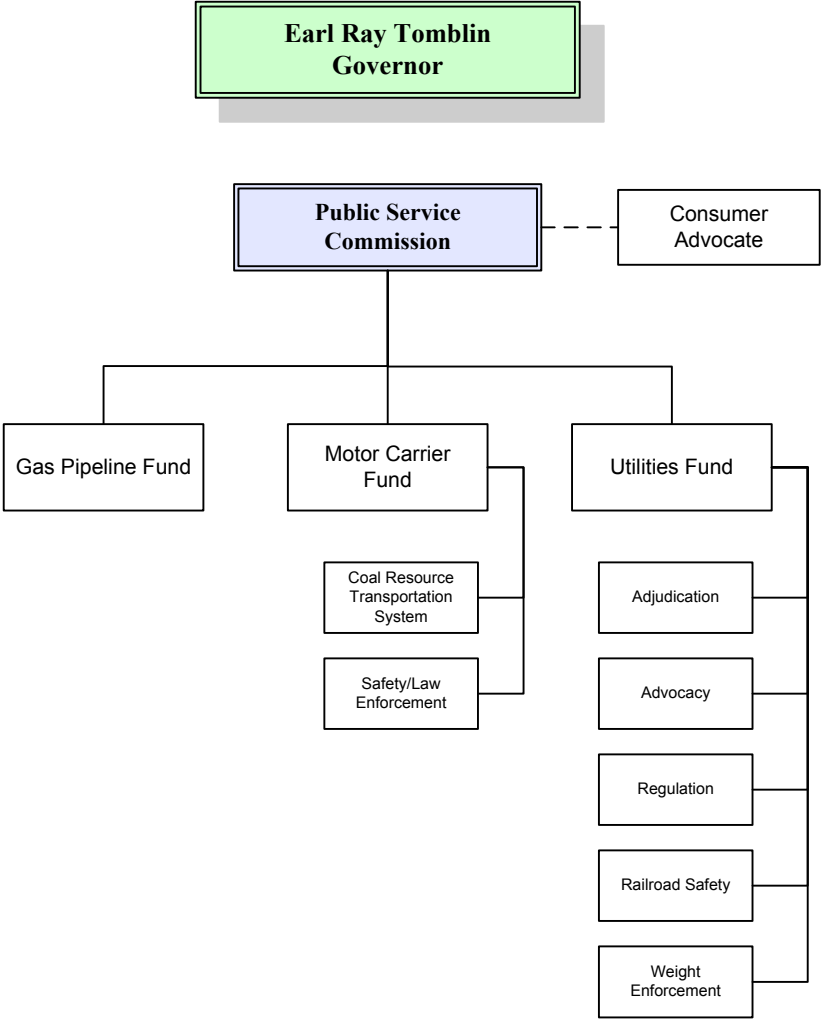 Earl Ray Tomblin
Governor
Public Service
Commission
Consumer
Advocate
Gas Pipeline Fund
Motor Carrier
Fund
Utilities Fund
Coal Resource
Transportation
System
Safety/Law
Enforcement
Adjudication
Advocacy
Regulation
Railroad Safety
Weight
Enforcement